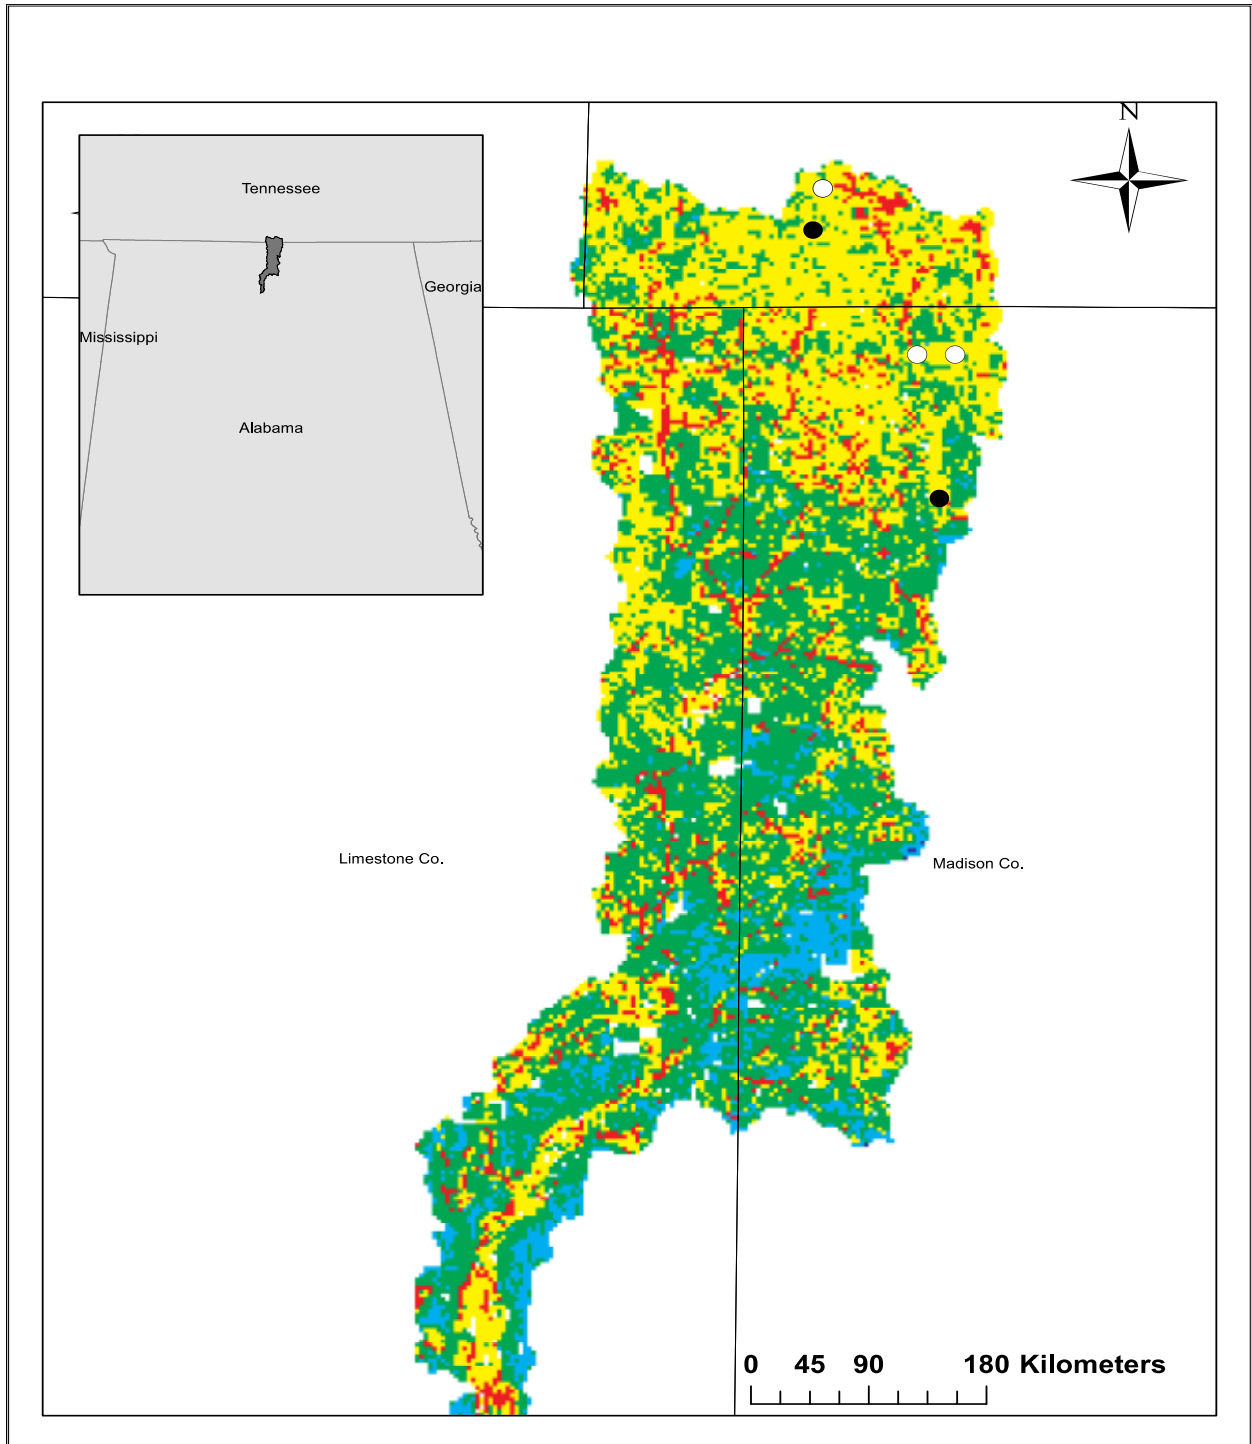 N
Tennessee
Georgia
Mississippi
Alabama
Limestone Co.
Madison Co.
0 45 90 180 Kilometers